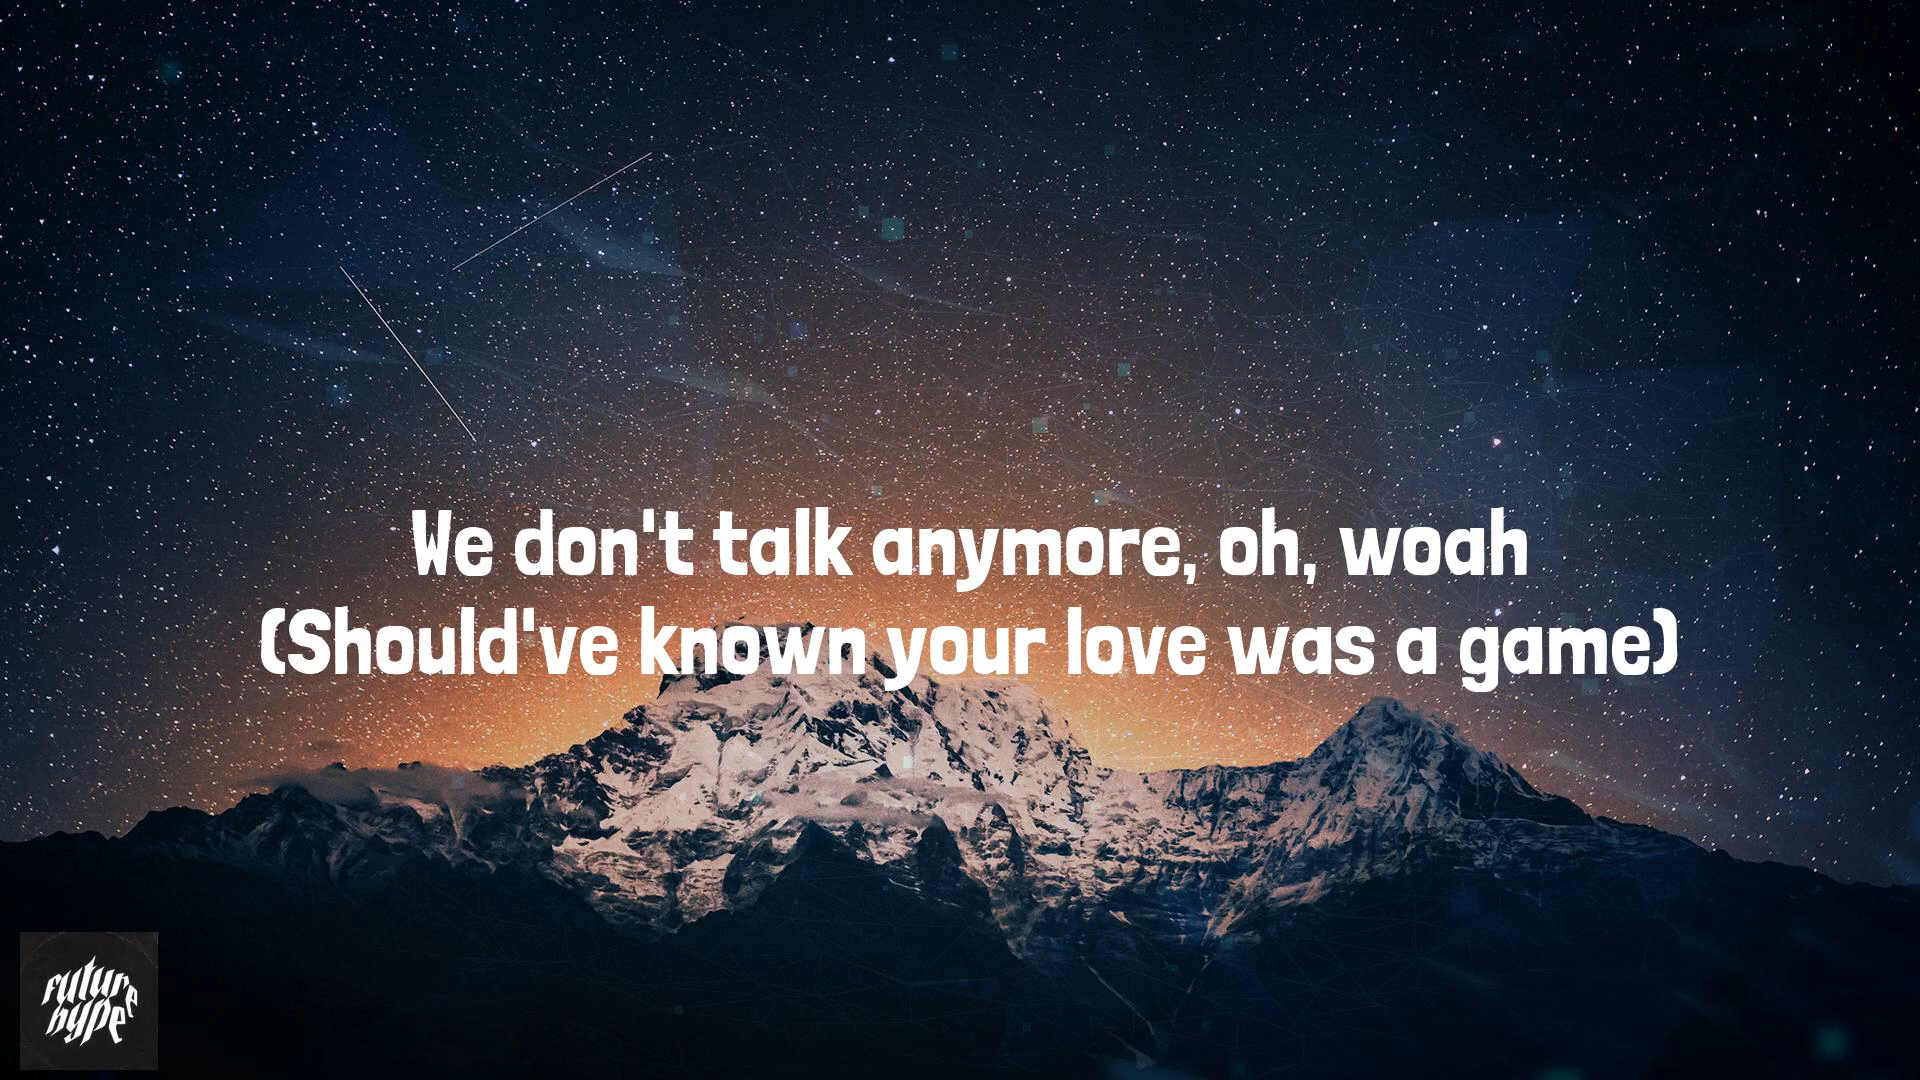 We don't talk anymore, oh, woah
(Should've known your love was a game)
future
hype